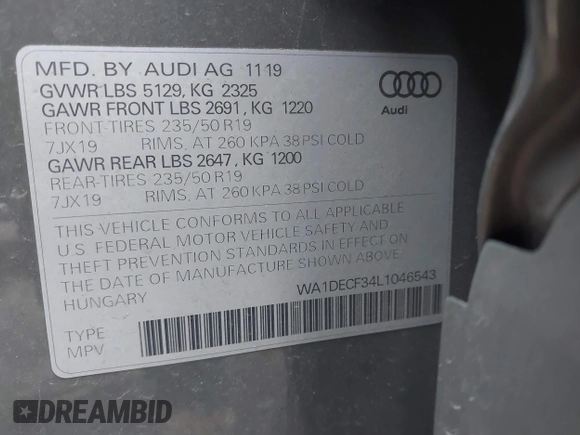 MFD. BY AUDI AG 1119
GVWR LBS 5129, KG 2325
GAWR FRONT LBS 2691, KG 1220
FRONT-TIRES 235/50 R19
7JX19 RIMS, AT 260 KPA 38 PSI COLD
GAWR REAR LBS 2647, KG 1200
REAR-TIRES 235/50 R19
7JX19 RIMS, AT 260 KPA 38 PSI COLD
Audi
THIS VEHICLE CONFORMS TO ALL APPLICABLE
U.S. FEDERAL MOTOR VEHICLE SAFETY AND
THEFT PREVENTION STANDARDS IN EFFECT ON
THE DATE OF MANUFACTURE SHOWN ABOVE.
HUNGARY
WA1DECF34L1046543
TYPE
MPV
DREAMBID